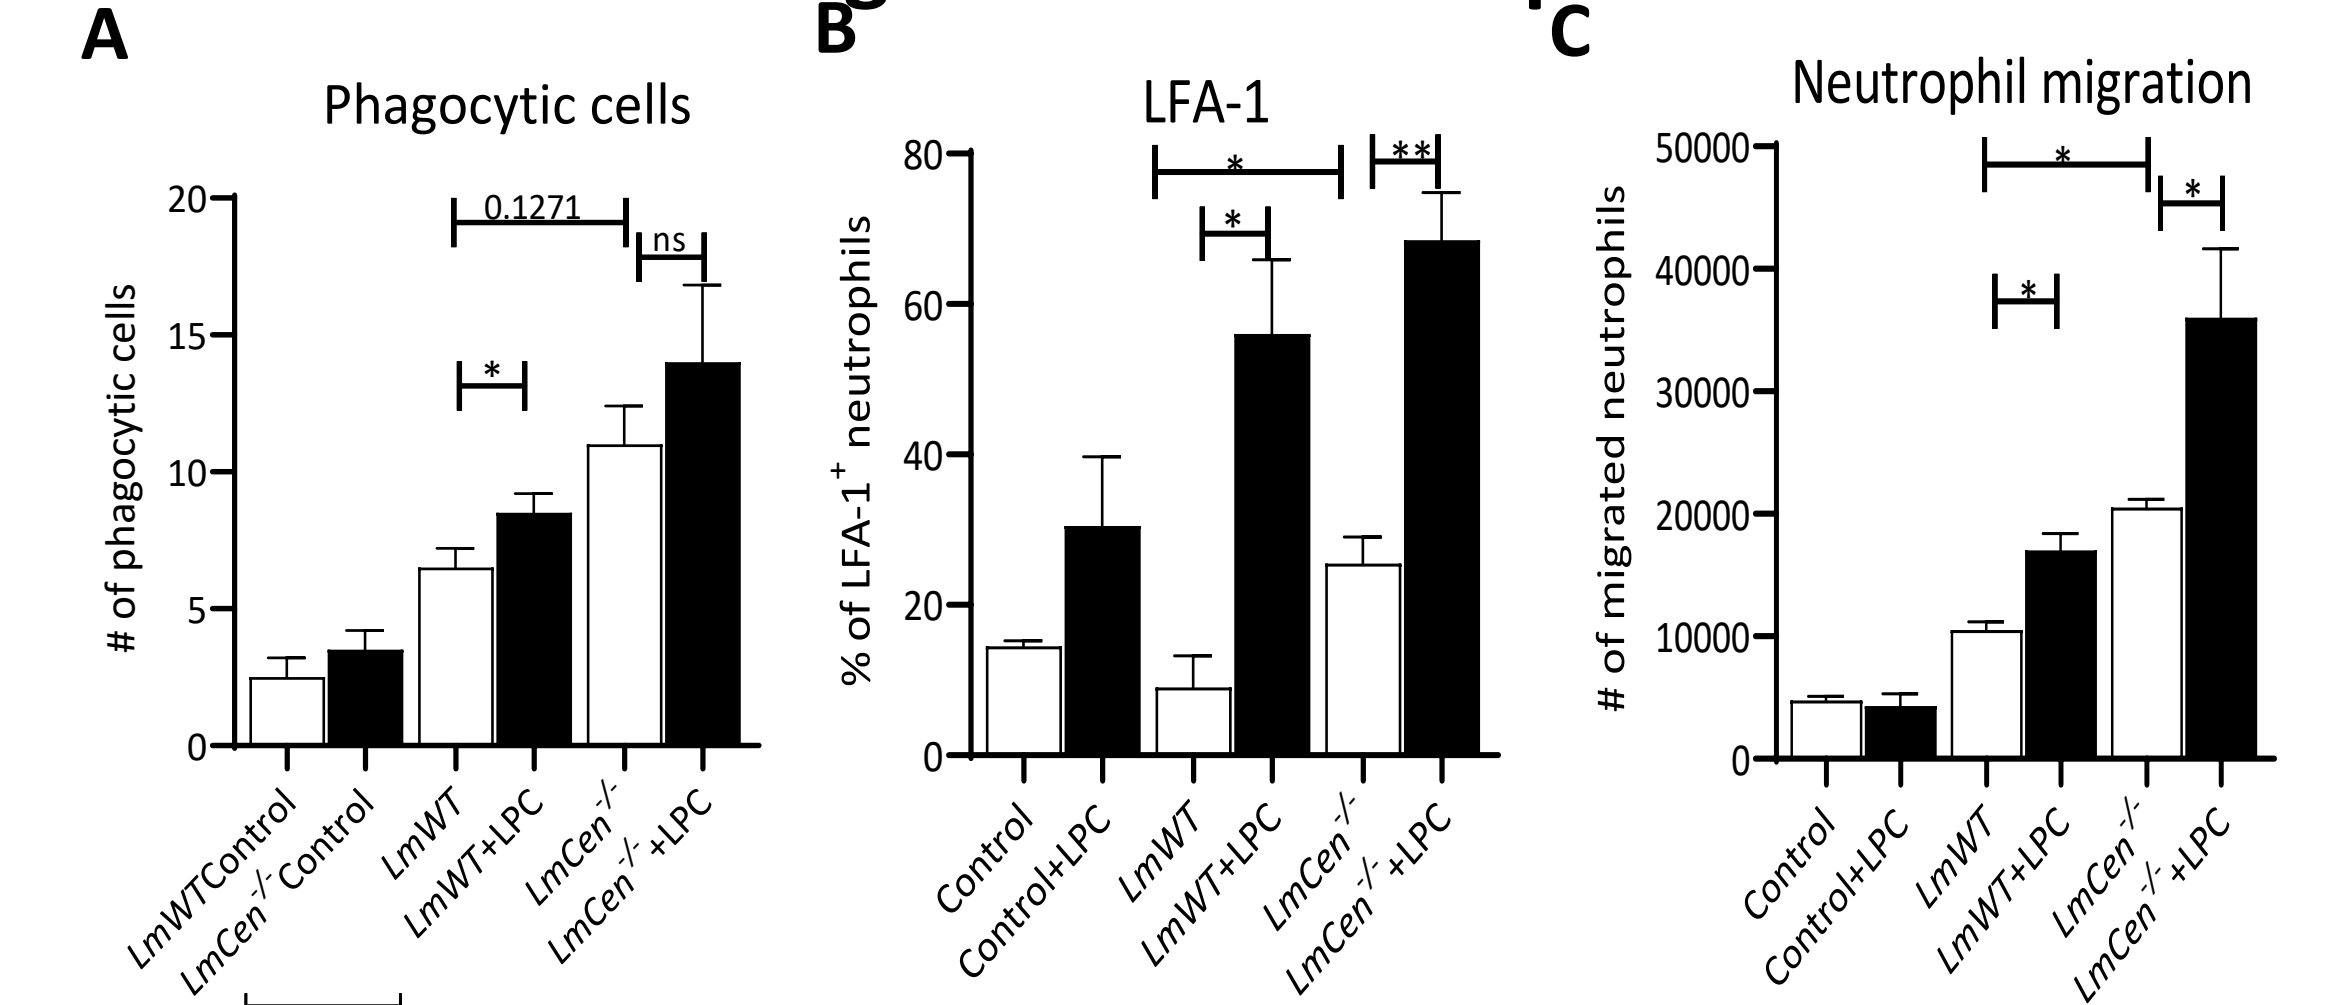 A
Phagocytic cells
# of phagocytic cells
20
15
10
5
0
0.1271
ns
*
LmWTControl
LmCen-/-Control
LmWT
LmWT+LPC
LmCen-/-
LmCen-/-+LPC
B
LFA-1
% of LFA-1+ neutrophils
80
60
40
20
0
*
**
*
Control
Control+LPC
LmWT
LmWT+LPC
LmCen-/-
LmCen-/-+LPC
C
Neutrophil migration
# of migrated neutrophils
50000
40000
30000
20000
10000
0
*
*
*
Control
Control+LPC
LmWT
LmWT+LPC
LmCen-/-
LmCen-/-+LPC